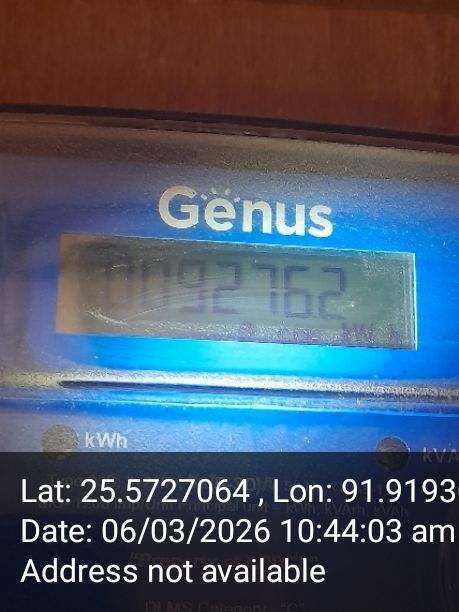 Genus
0092762
kW h
kWh
kVA
Lat: 25.5727064 , Lon: 91.9193
Date: 06/03/2026 10:44:03 am
Address not available